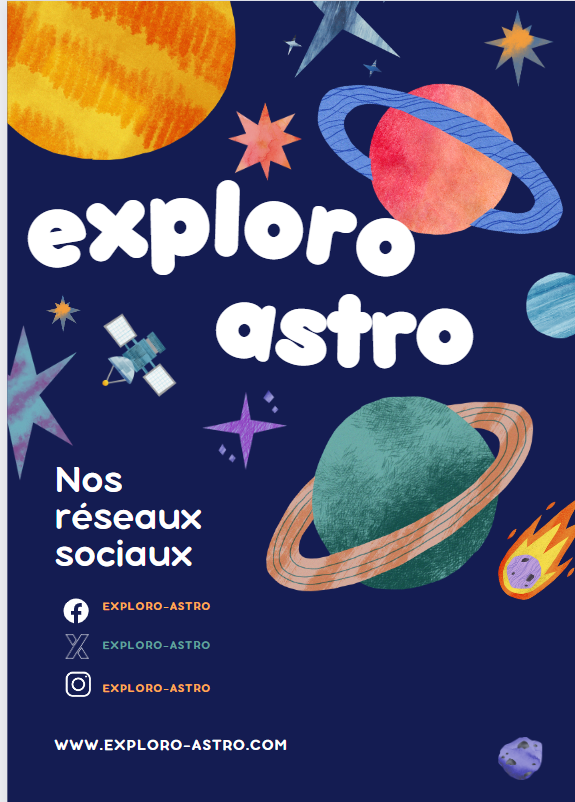 exploro
astro
Nos
réseaux
sociaux
EXPLORO-ASTRO
EXPLORO-ASTRO
EXPLORO-ASTRO
WWW.EXPLORO-ASTRO.COM